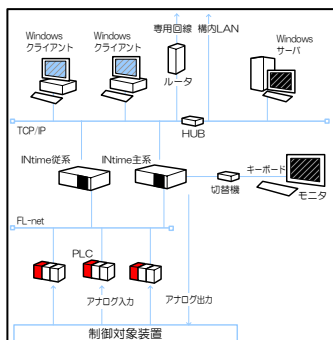 専用回線 構内LAN
Windows
クライアント
Windows
クライアント
Windows
サーバ
ルータ
HUB
TCP/IP
INtime従系
INtime主系
キーボード
切替機
モニタ
FL-net
PLC
アナログ入力
アナログ出力
制御対象装置